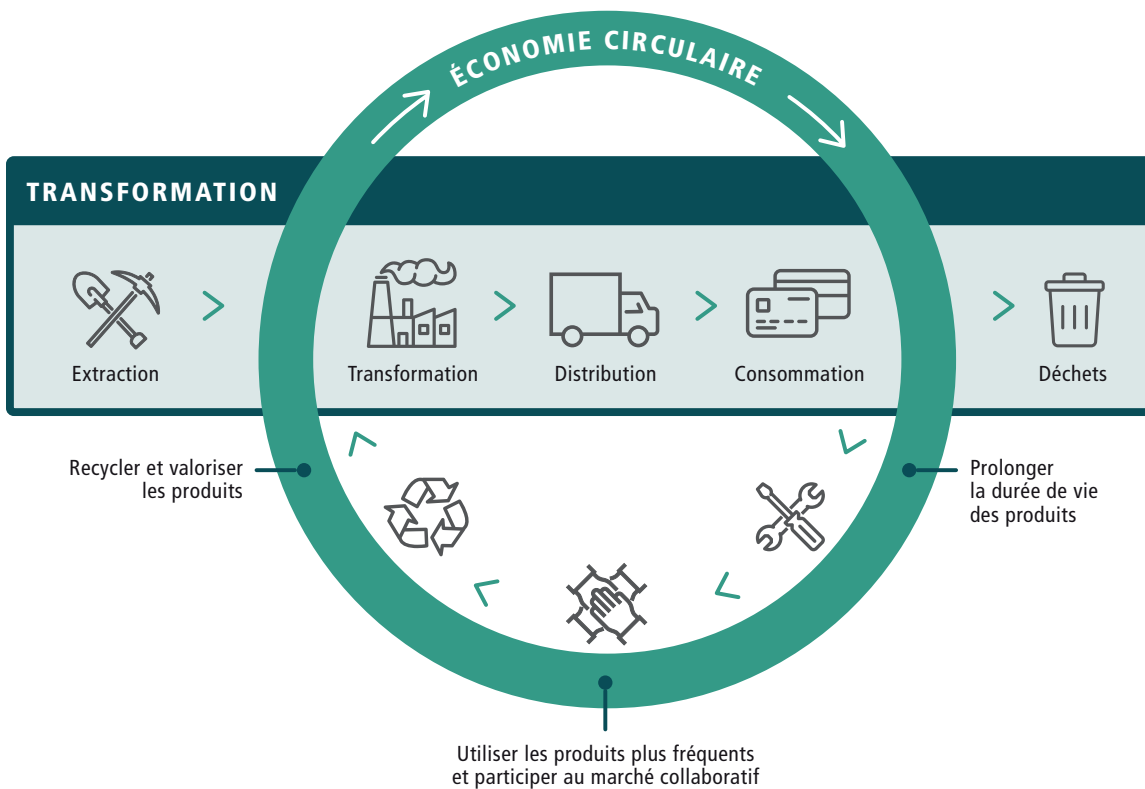 ÉCONOMIE CIRCULAIRE
TRANSFORMATION
Extraction
Transformation
Distribution
Consommation
Déchets
Recycler et valoriser
les produits
Prolonger
la durée de vie
des produits
Utiliser les produits plus fréquents
et participer au marché collaboratif